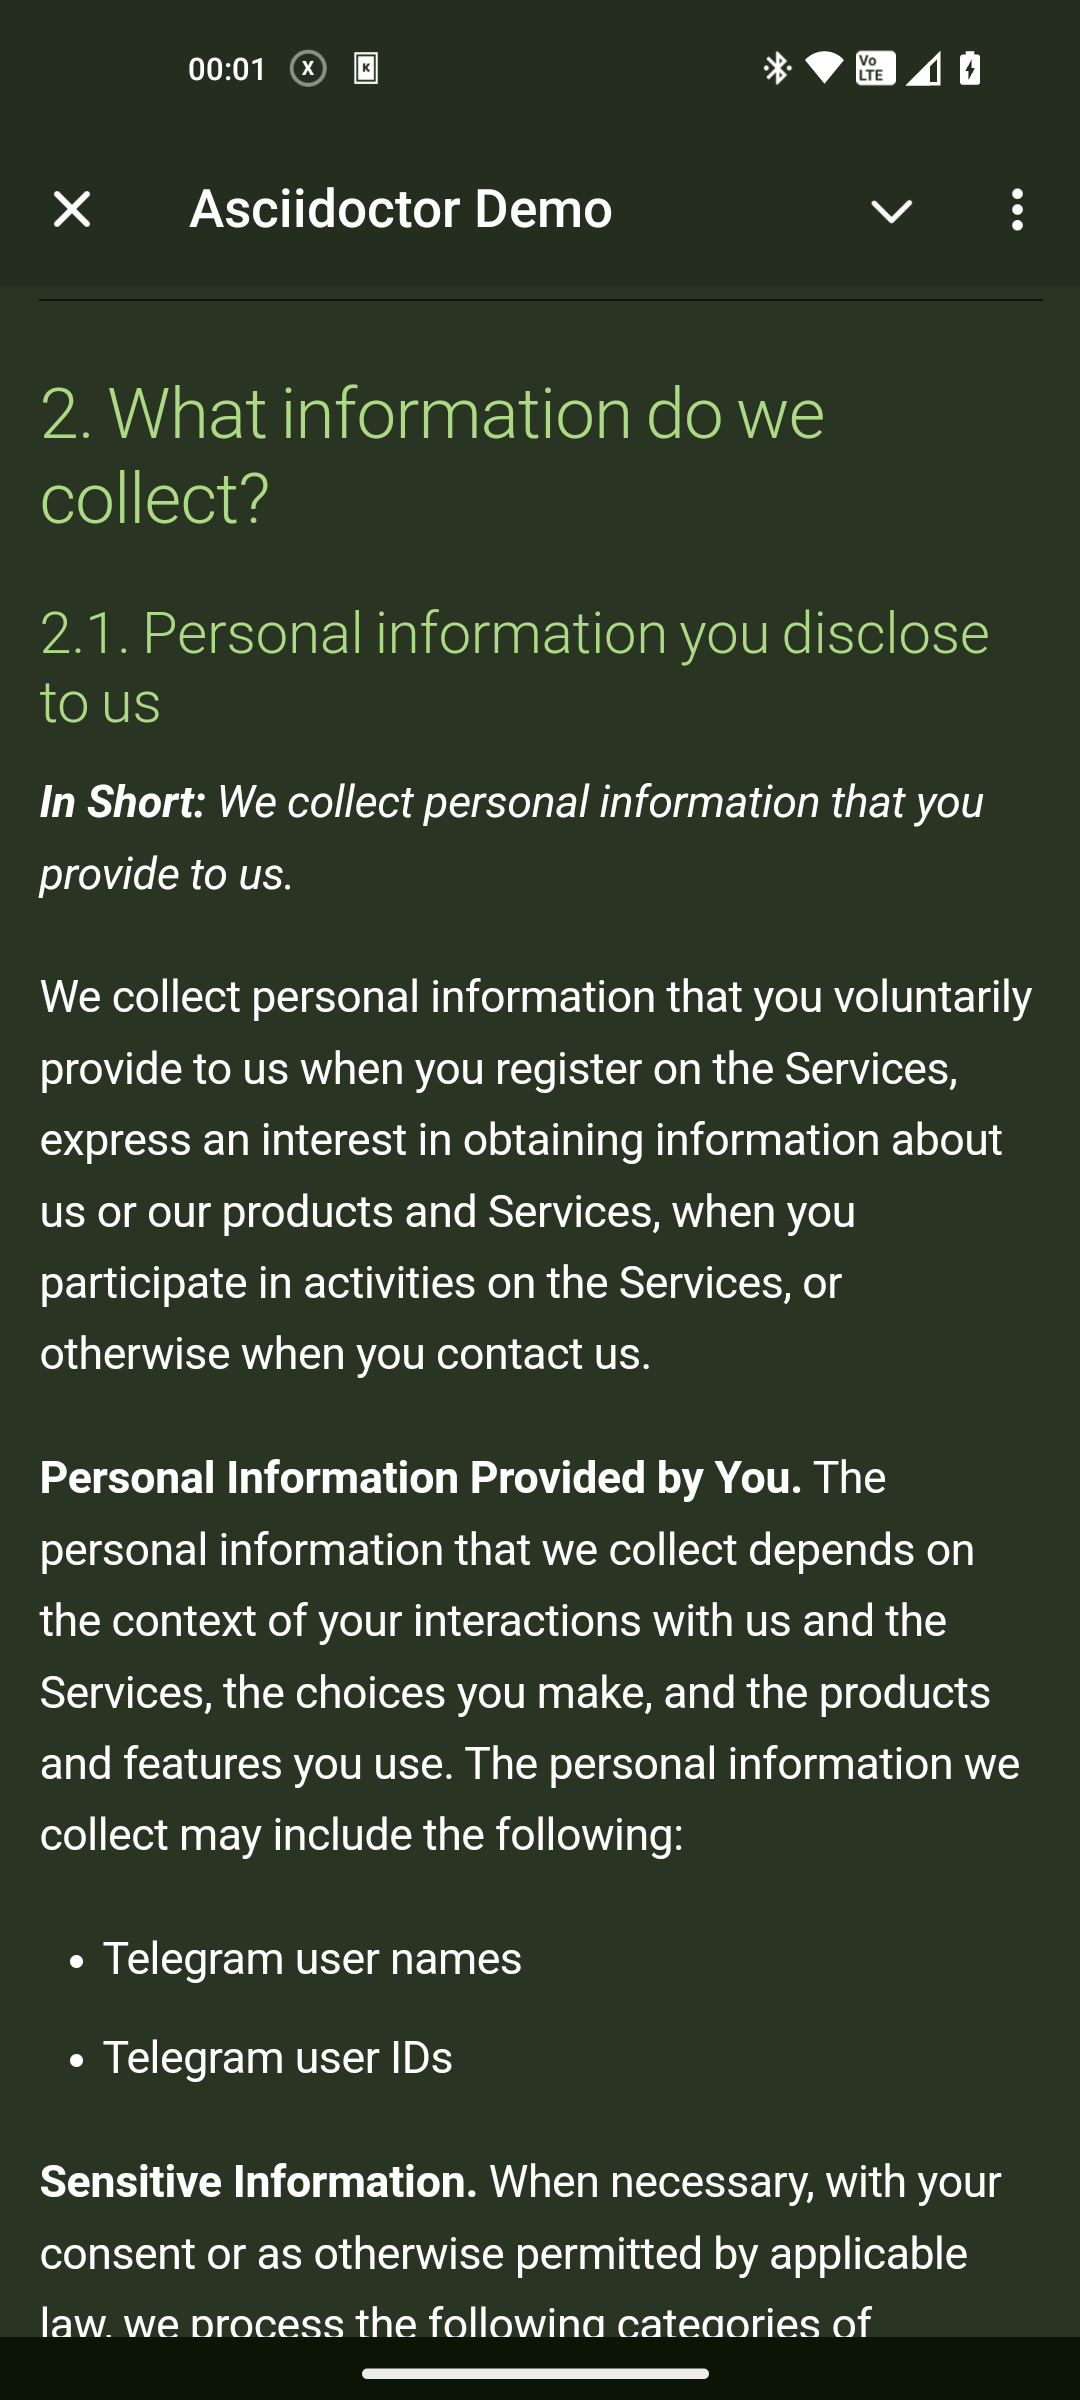 00:01 X K Vo LTE
Asciidoctor Demo
2. What information do we
collect?
2.1. Personal information you disclose
to us
In Short: We collect personal information that you
provide to us.
We collect personal information that you voluntarily
provide to us when you register on the Services,
express an interest in obtaining information about
us or our products and Services, when you
participate in activities on the Services, or
otherwise when you contact us.
Personal Information Provided by You. The
personal information that we collect depends on
the context of your interactions with us and the
Services, the choices you make, and the products
and features you use. The personal information we
collect may include the following:
• Telegram user names
• Telegram user IDs
Sensitive Information. When necessary, with your
consent or as otherwise permitted by applicable
law, we process the following categories of